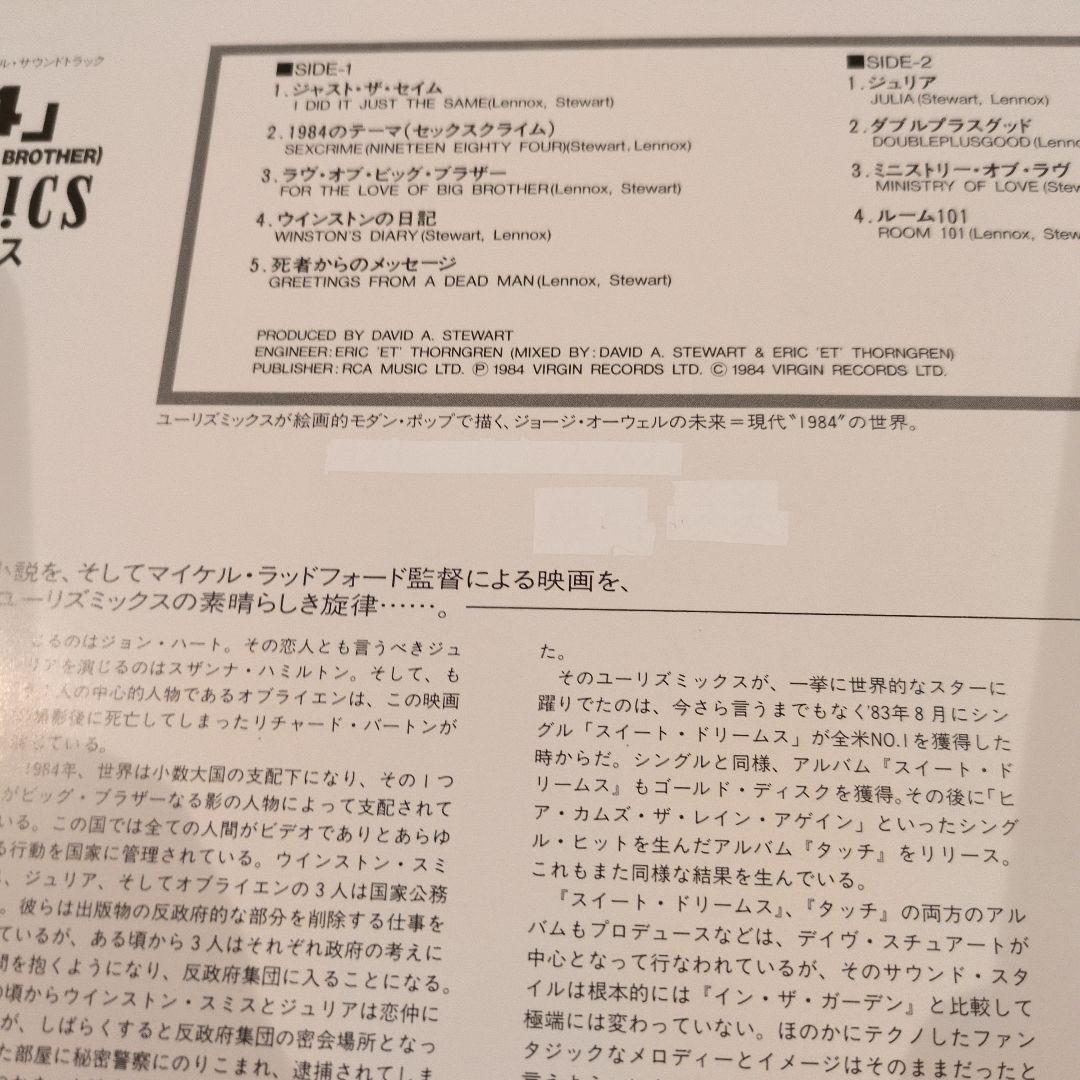 ル・サウンドトラック
4」
BROTHER)
ICS
ス
■SIDE-1
1.ジャスト・ザ・セイム
I DID IT JUST THE SAME(Lennox, Stewart)
2.1984のテーマ(セックスクライム)
SEXCRIME(NINETEEN EIGHTY FOUR)(Stewart, Lennox)
3.ラヴ・オブ・ビッグ・ブラザー
FOR THE LOVE OF BIG BROTHER(Lennox, Stewart)
4.ウインストンの日記
WINSTON'S DIARY(Stewart, Lennox)
5.死者からのメッセージ
GREETINGS FROM A DEAD MAN(Lennox, Stewart)
■SIDE-2
1.ジュリア
JULIA(Stewart, Lennox)
2.ダブルプラスグッド
DOUBLEPLUSGOOD(Lenn
3.ミニストリー・オブ・ラヴ
MINISTRY OF LOVE(Stew
4.ルーム101
ROOM 101(Lennox, Stew
PRODUCED BY DAVID A. STEWART
ENGINEER:ERIC 'ET' THORNGREN (MIXED BY:DAVID A. STEWART & ERIC 'ET' THORNGREN)
PUBLISHER:RCA MUSIC LTD. Ⓟ 1984 VIRGIN RECORDS LTD. © 1984 VIRGIN RECORDS LTD.
ユーリズミックスが絵画的モダン・ポップで描く、ジョージ・オーウェルの未来=現代“1984”の世界。
小説を、そしてマイケル・ラッドフォード監督による映画を、
ユーリズミックスの素晴らしき旋律……。
じるのはジョン・ハート。その恋人とも言うべきジュ
リアを演じるのはスザンナ・ハミルトン。そして、も
1人の中心的人物であるオブライエンは、この映画
撮影後に死亡してしまったリチャード・バートンが
演じている。
1984年、世界は小数大国の支配下になり、その1つ
がビッグ・ブラザーなる影の人物によって支配されて
いる。この国では全ての人間がビデオでありとあらゆ
る行動を国家に管理されている。ウインストン・スミ
、ジュリア、そしてオブライエンの3人は国家公務
。彼らは出版物の反政府的な部分を削除する仕事を
ているが、ある頃から3人はそれぞれ政府の考えに
間を抱くようになり、反政府集団に入ることになる。
の頃からウインストン・スミスとジュリアは恋仲に
が、しばらくすると反政府集団の密会場所となっ
た部屋に秘密警察にのりこまれ、逮捕されてしま
た。
そのユーリズミックスが、一挙に世界的なスターに
躍りでたのは、今さら言うまでもなく'83年8月にシン
グル「スイート・ドリームス」が全米NO.1を獲得した
時からだ。シングルと同様、アルバム『スイート・ド
リームス』もゴールド・ディスクを獲得。その後に「ヒ
ア・カムズ・ザ・レイン・アゲイン」といったシング
ル・ヒットを生んだアルバム『タッチ』をリリース。
これもまた同様な結果を生んでいる。
『スイート・ドリームス』、『タッチ』の両方のアル
バムもプロデュースなどは、デイヴ・スチュアートが
中心となって行なわれているが、そのサウンド・スタ
イルは根本的には『イン・ザ・ガーデン』と比較して
極端には変わっていない。ほのかにテクノしたファン
タジックなメロディーとイメージはそのままだったと